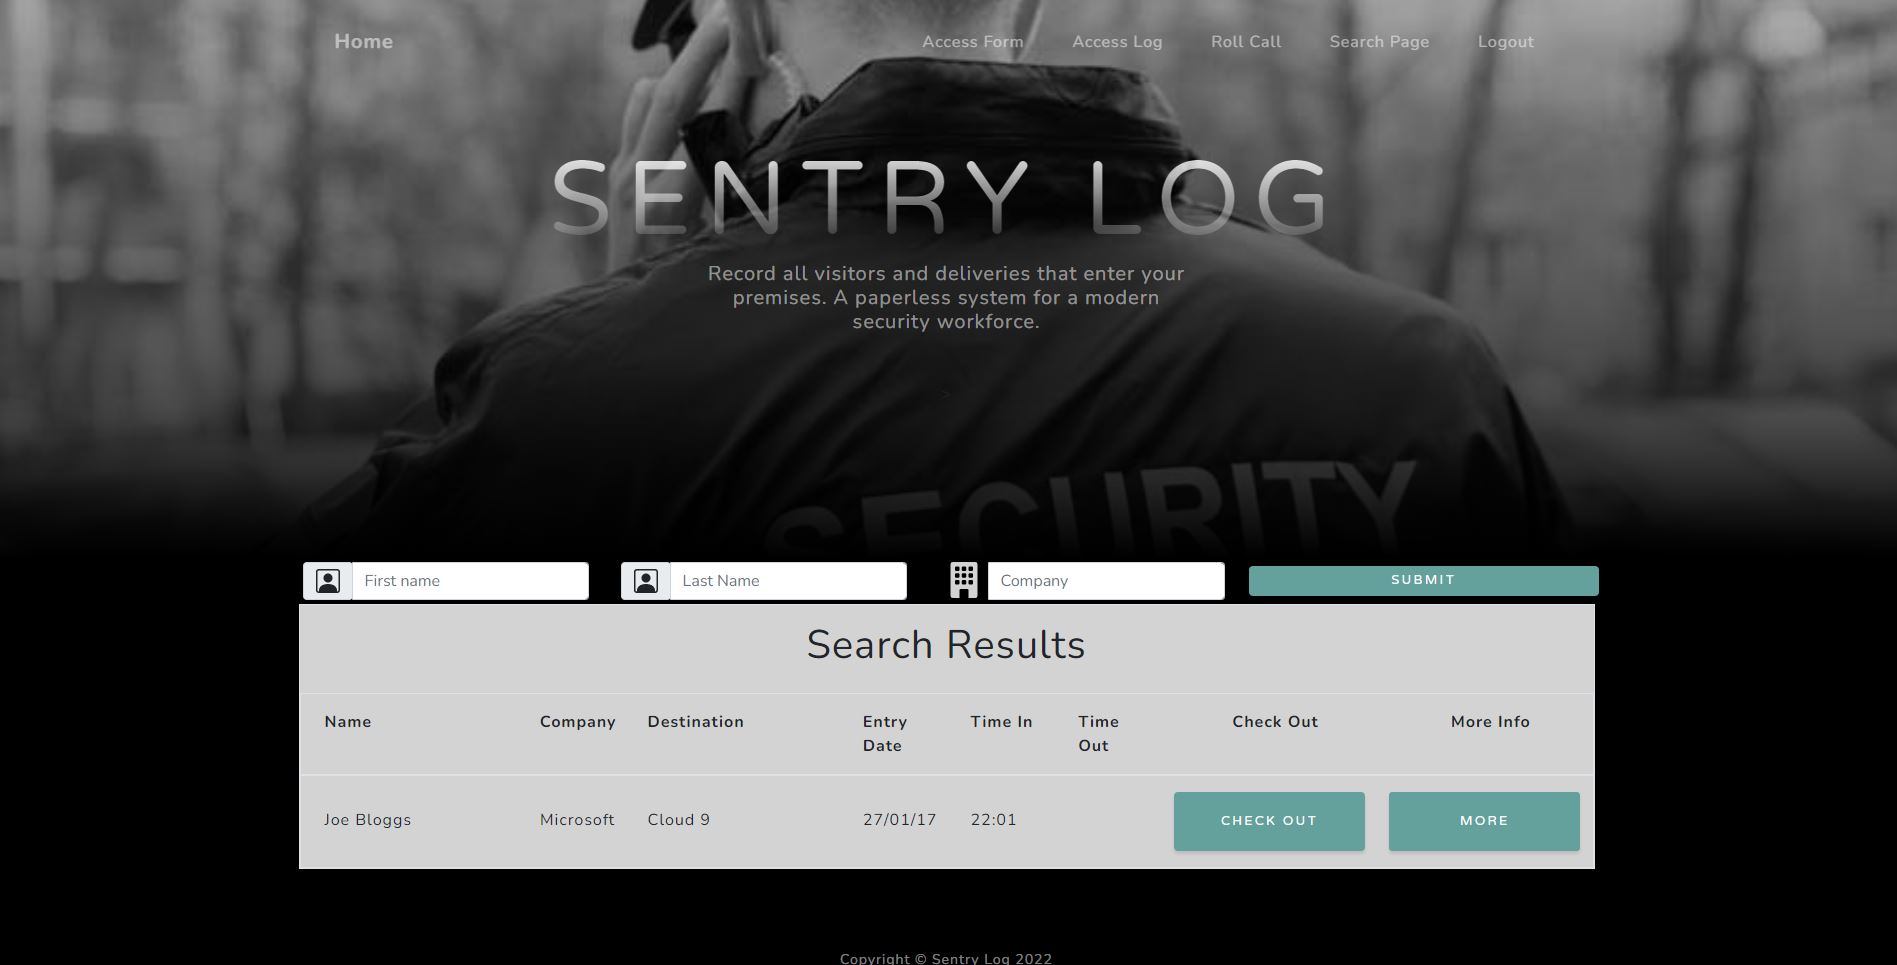 Home
Access Form
Access Log
Roll Call
Search Page
Logout
SENTRY LOG
Record all visitors and deliveries that enter your
premises. A paperless system for a modern
security workforce.
>
SECURITY
First name
Last Name
Company
SUBMIT
Search Results
Name
Company
Destination
Entry
Date
Time In
Time
Out
Check Out
More Info
Joe Bloggs
Microsoft
Cloud 9
27/01/17
22:01
CHECK OUT
MORE
Copyright © Sentry Log 2022